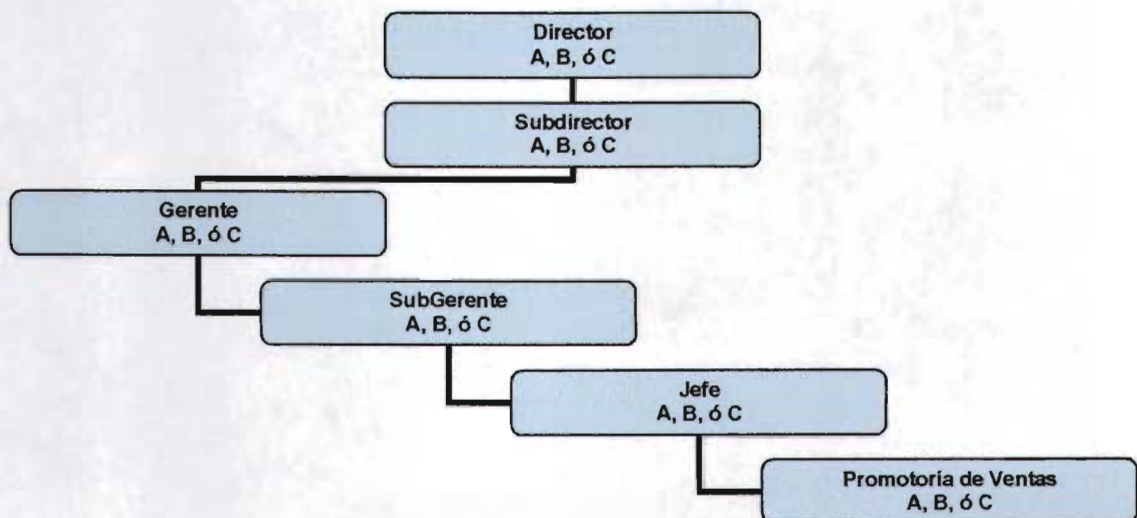 Director
A, B, ó C
Subdirector
A, B, ó C
Gerente
A, B, ó C
SubGerente
A, B, ó C
Jefe
A, B, ó C
Promotoría de Ventas
A, B, ó C